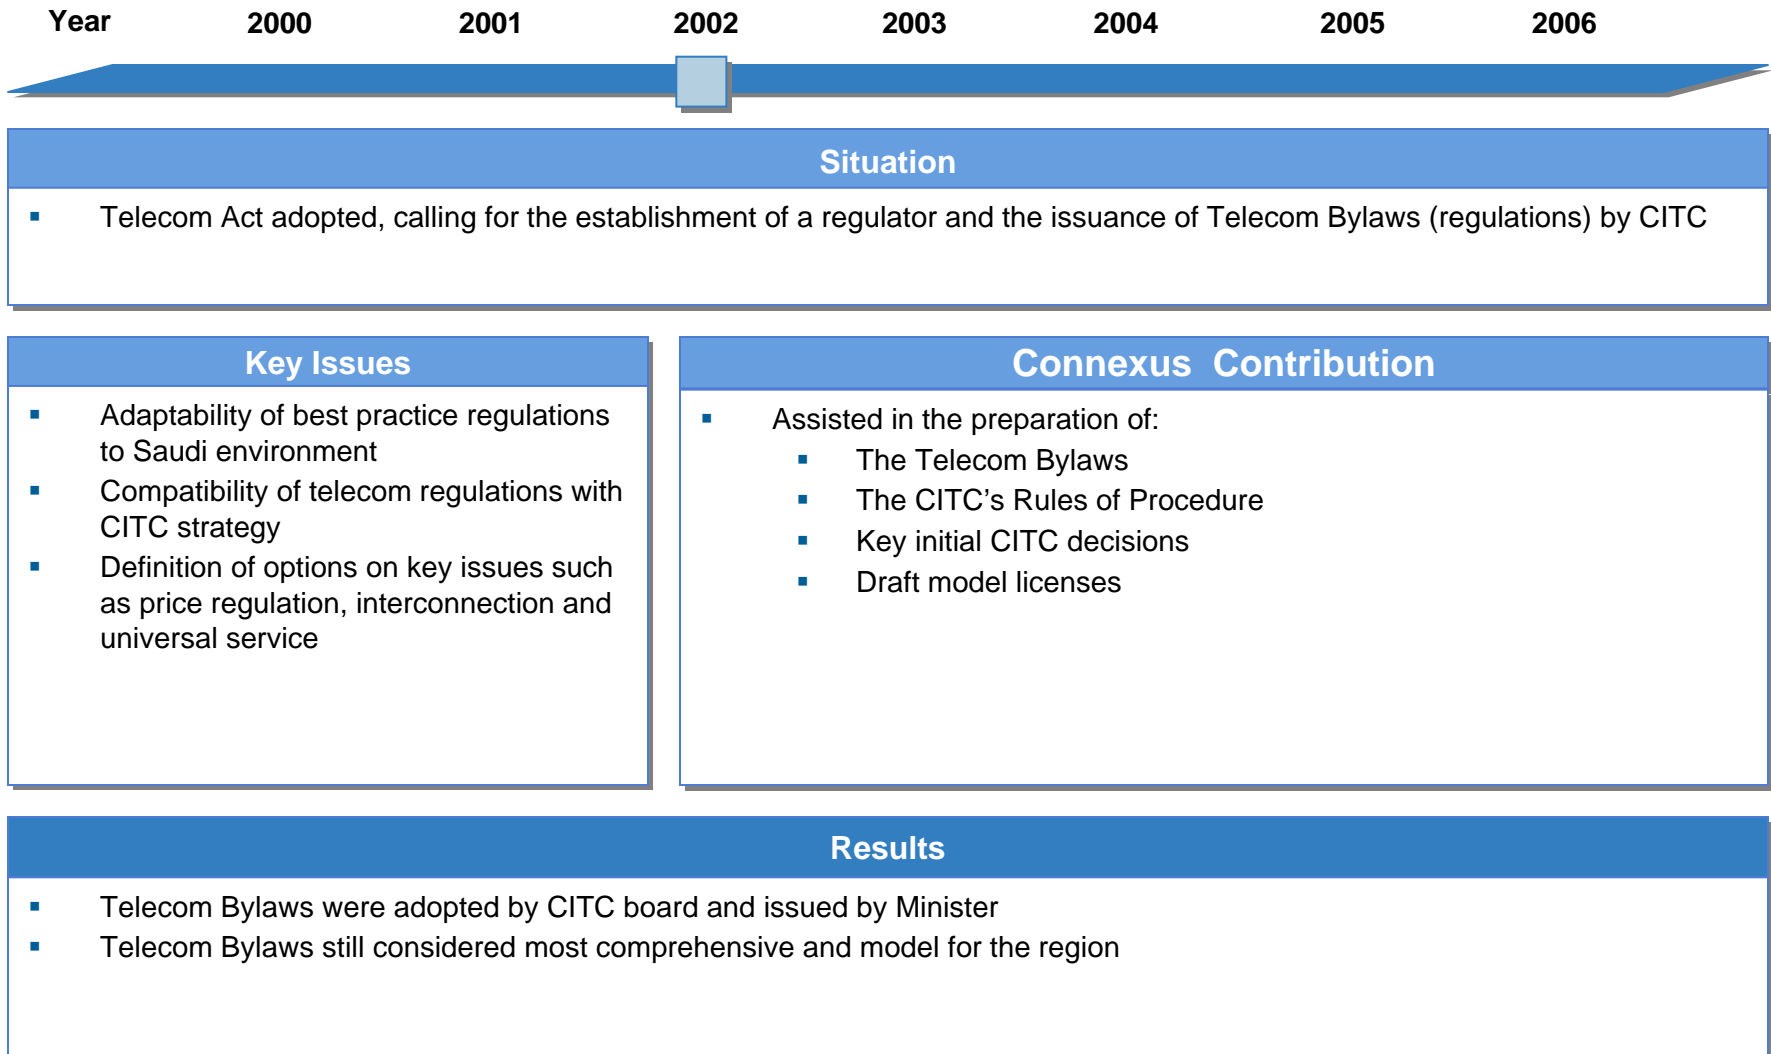 Year 2000 2001 2002 2003 2004 2005 2006
Situation
▪ Telecom Act adopted, calling for the establishment of a regulator and the issuance of Telecom Bylaws (regulations) by CITC
Key Issues
▪ Adaptability of best practice regulations
to Saudi environment
▪ Compatibility of telecom regulations with
CITC strategy
▪ Definition of options on key issues such
as price regulation, interconnection and
universal service
Connexus Contribution
▪ Assisted in the preparation of:
▪ The Telecom Bylaws
▪ The CITC’s Rules of Procedure
▪ Key initial CITC decisions
▪ Draft model licenses
Results
▪ Telecom Bylaws were adopted by CITC board and issued by Minister
▪ Telecom Bylaws still considered most comprehensive and model for the region